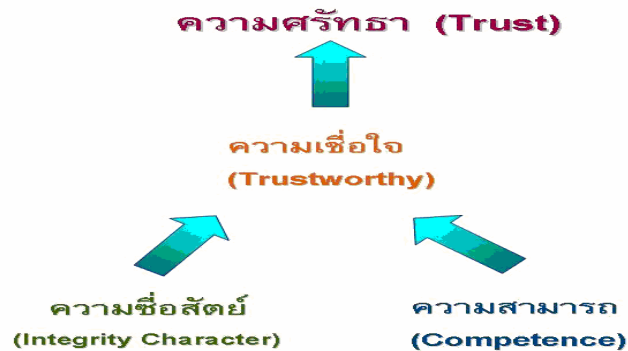 ความศรัทธา (Trust)
ความเชื่อใจ
(Trustworthy)
ความซื่อสัตย์
(Integrity Character)
ความสามารถ
(Competence)